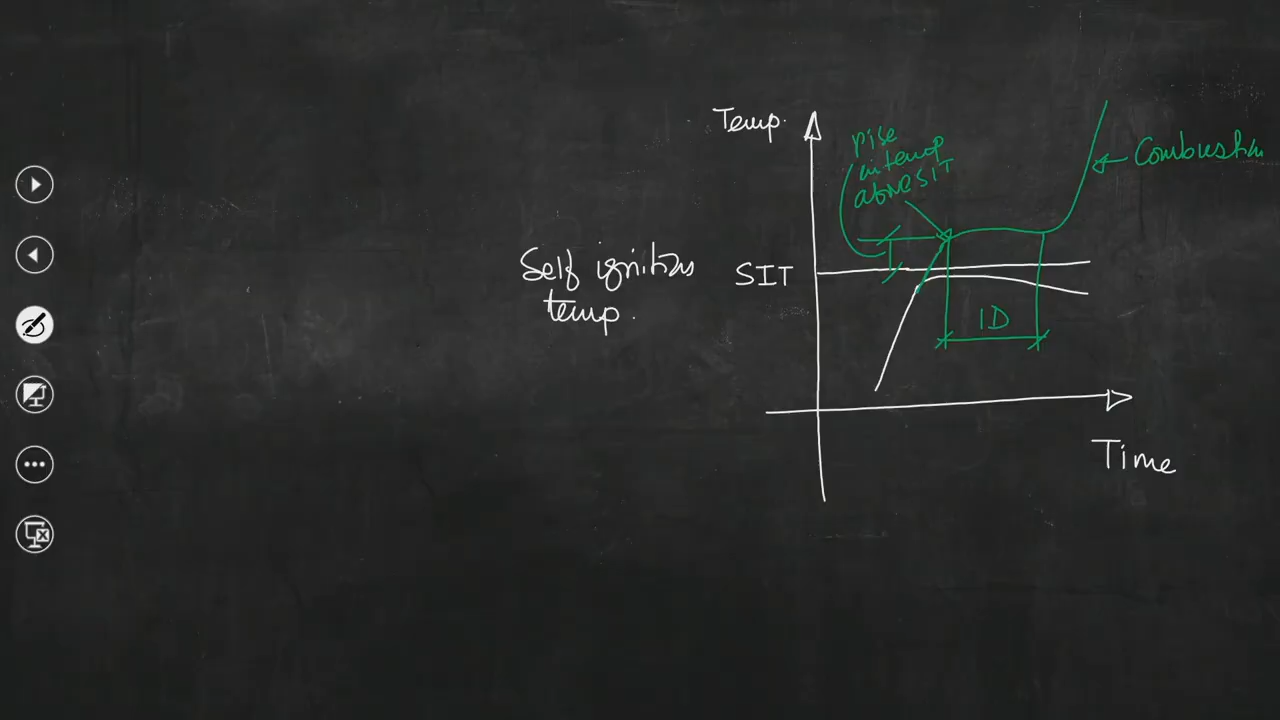 Temp.
rise
in temp
above SIT
Combustion
Self ignition
temp.
SIT
ID
Time